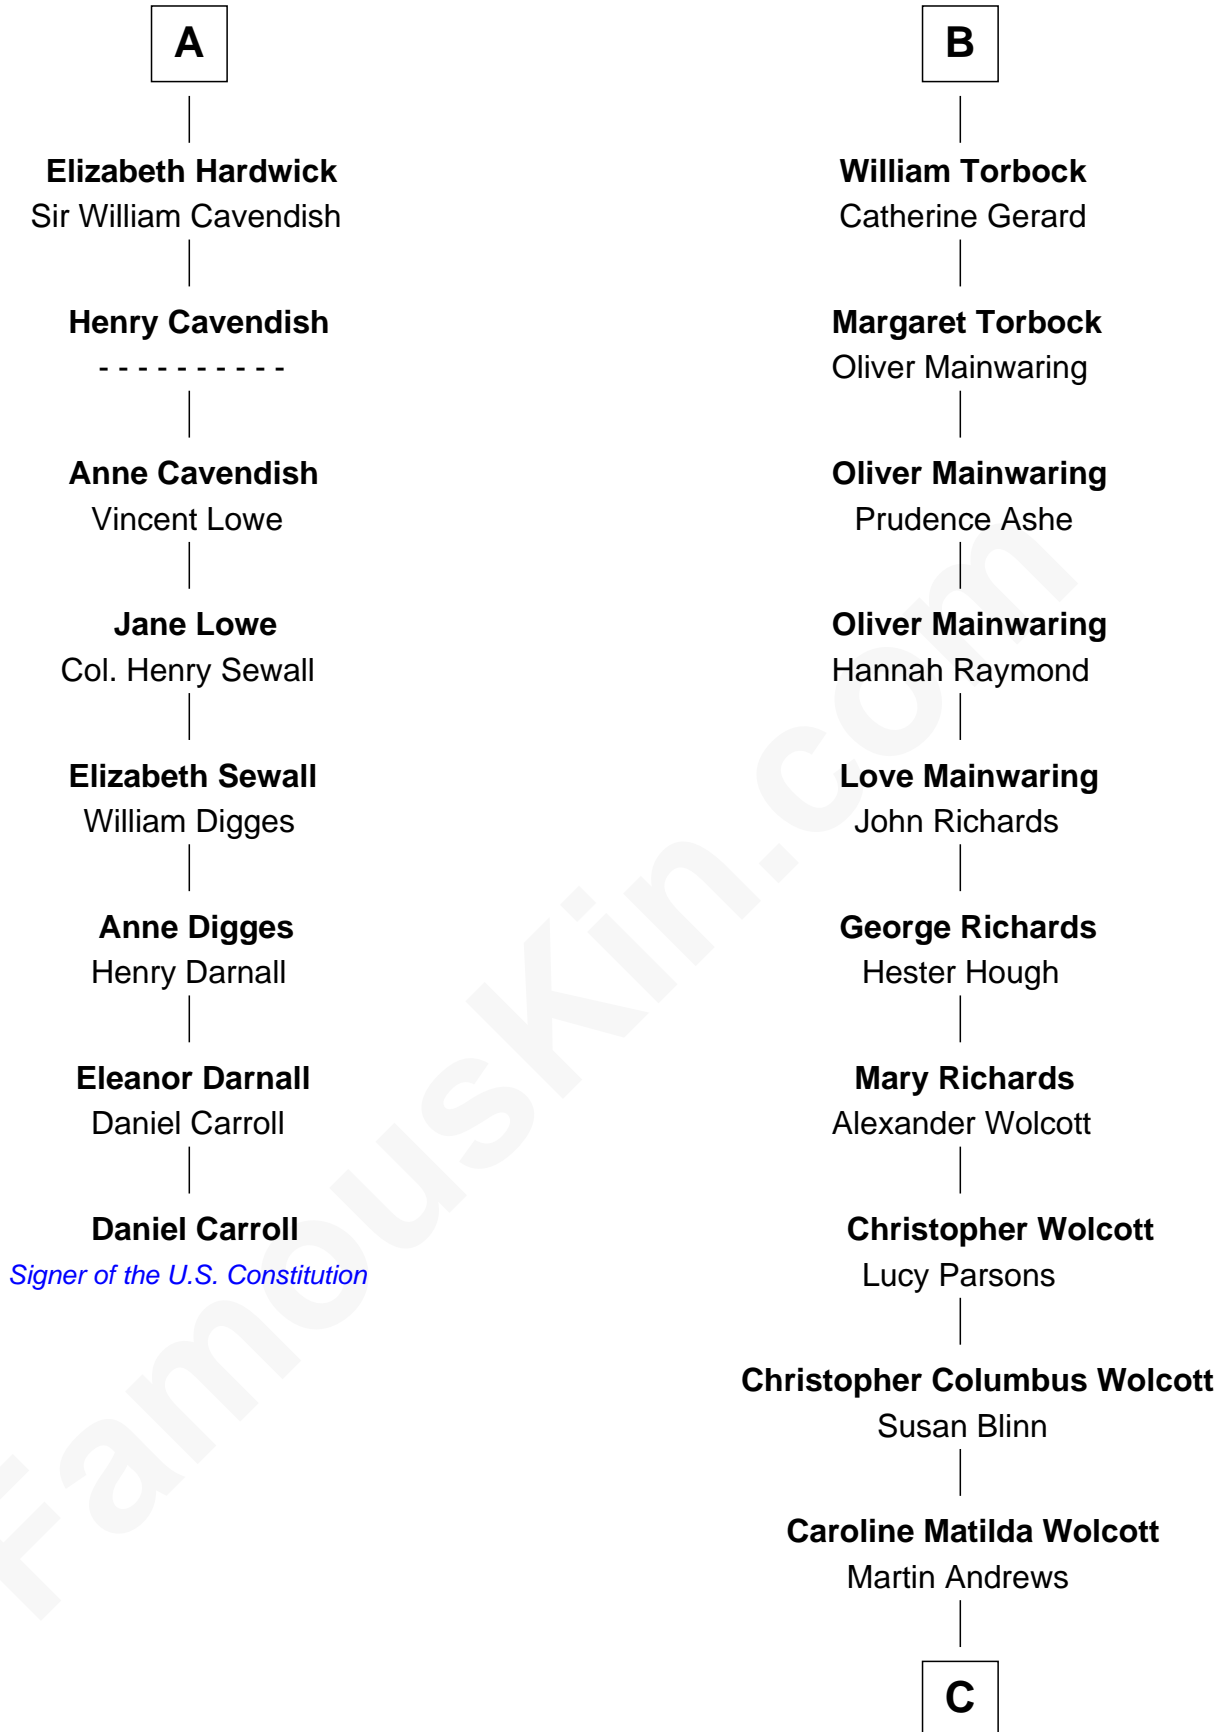 A
Elizabeth Hardwick
Sir William Cavendish
Henry Cavendish
- - - - - - - - - -
Anne Cavendish
Vincent Lowe
Jane Lowe
Col. Henry Sewall
Elizabeth Sewall
William Digges
Anne Digges
Henry Darnall
Eleanor Darnall
Daniel Carroll
Daniel Carroll
Signer of the U.S. Constitution
B
William Torbock
Catherine Gerard
Margaret Torbock
Oliver Mainwaring
Oliver Mainwaring
Prudence Ashe
Oliver Mainwaring
Hannah Raymond
Love Mainwaring
John Richards
George Richards
Hester Hough
Mary Richards
Alexander Wolcott
Christopher Wolcott
Lucy Parsons
Christopher Columbus Wolcott
Susan Blinn
Caroline Matilda Wolcott
Martin Andrews
C
FamousKin.com